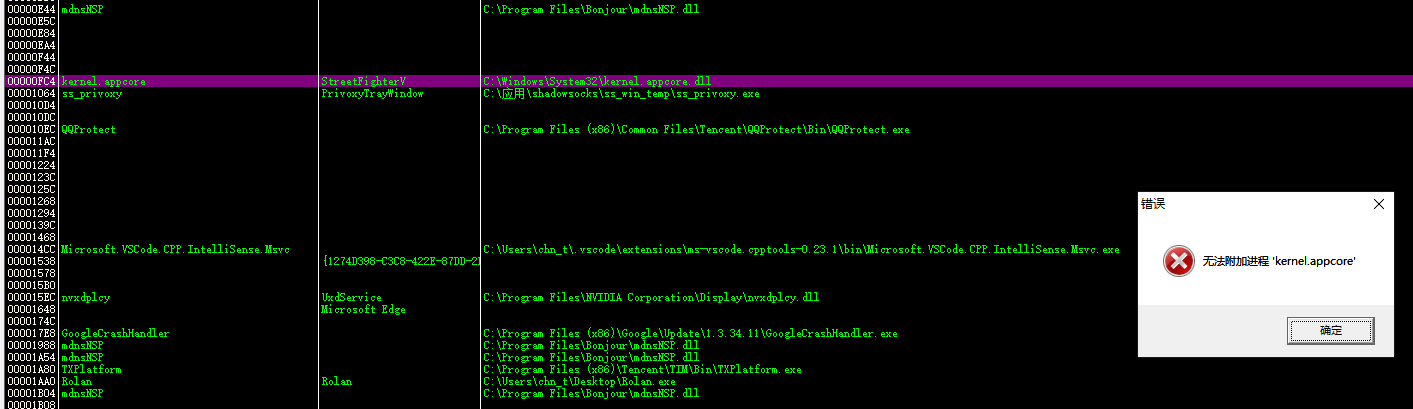 00000E44 mdnsNSP C:\Program Files\Bonjour\mdnsNSP.dll
00000E5C
00000E84
00000EA4
00000F44
00000F4C
00000FC4 kernel.appcore StreetFighterV C:\Windows\System32\kernel.appcore.dll
00001064 ss_privoxy PrivoxyTrayWindow C:\应用\shadowsocks\ss_win_temp\ss_privoxy.exe
000010D4
000010DC
000010EC QQProtect C:\Program Files (x86)\Common Files\Tencent\QQProtect\Bin\QQProtect.exe
000011AC
000011F4
00001224
0000123C
0000125C
00001268
00001294
0000139C
00001468
000014CC Microsoft.VSCode.CPP.IntelliSense.Msvc C:\Users\chn_t\.vscode\extensions\ms-vscode.cpptools-0.23.1\bin\Microsoft.VSCode.CPP.IntelliSense.Msvc.exe
00001538 {1274D398-C3C8-422E-87DD-2
00001578
000015B0
000015EC nvxdplcy UxdService C:\Program Files\NVIDIA Corporation\Display\nvxdplcy.dll
00001648 Microsoft Edge
0000174C
000017E8 GoogleCrashHandler C:\Program Files (x86)\Google\Update\1.3.34.11\GoogleCrashHandler.exe
00001988 mdnsNSP C:\Program Files\Bonjour\mdnsNSP.dll
00001A54 mdnsNSP C:\Program Files\Bonjour\mdnsNSP.dll
00001A80 TXPlatform C:\Program Files (x86)\Tencent\TIM\Bin\TXPlatform.exe
00001AA0 Rolan Rolan C:\Users\chn_t\Desktop\Rolan.exe
00001B04 mdnsNSP C:\Program Files\Bonjour\mdnsNSP.dll
00001B08
错误
无法附加进程 'kernel.appcore'
确定